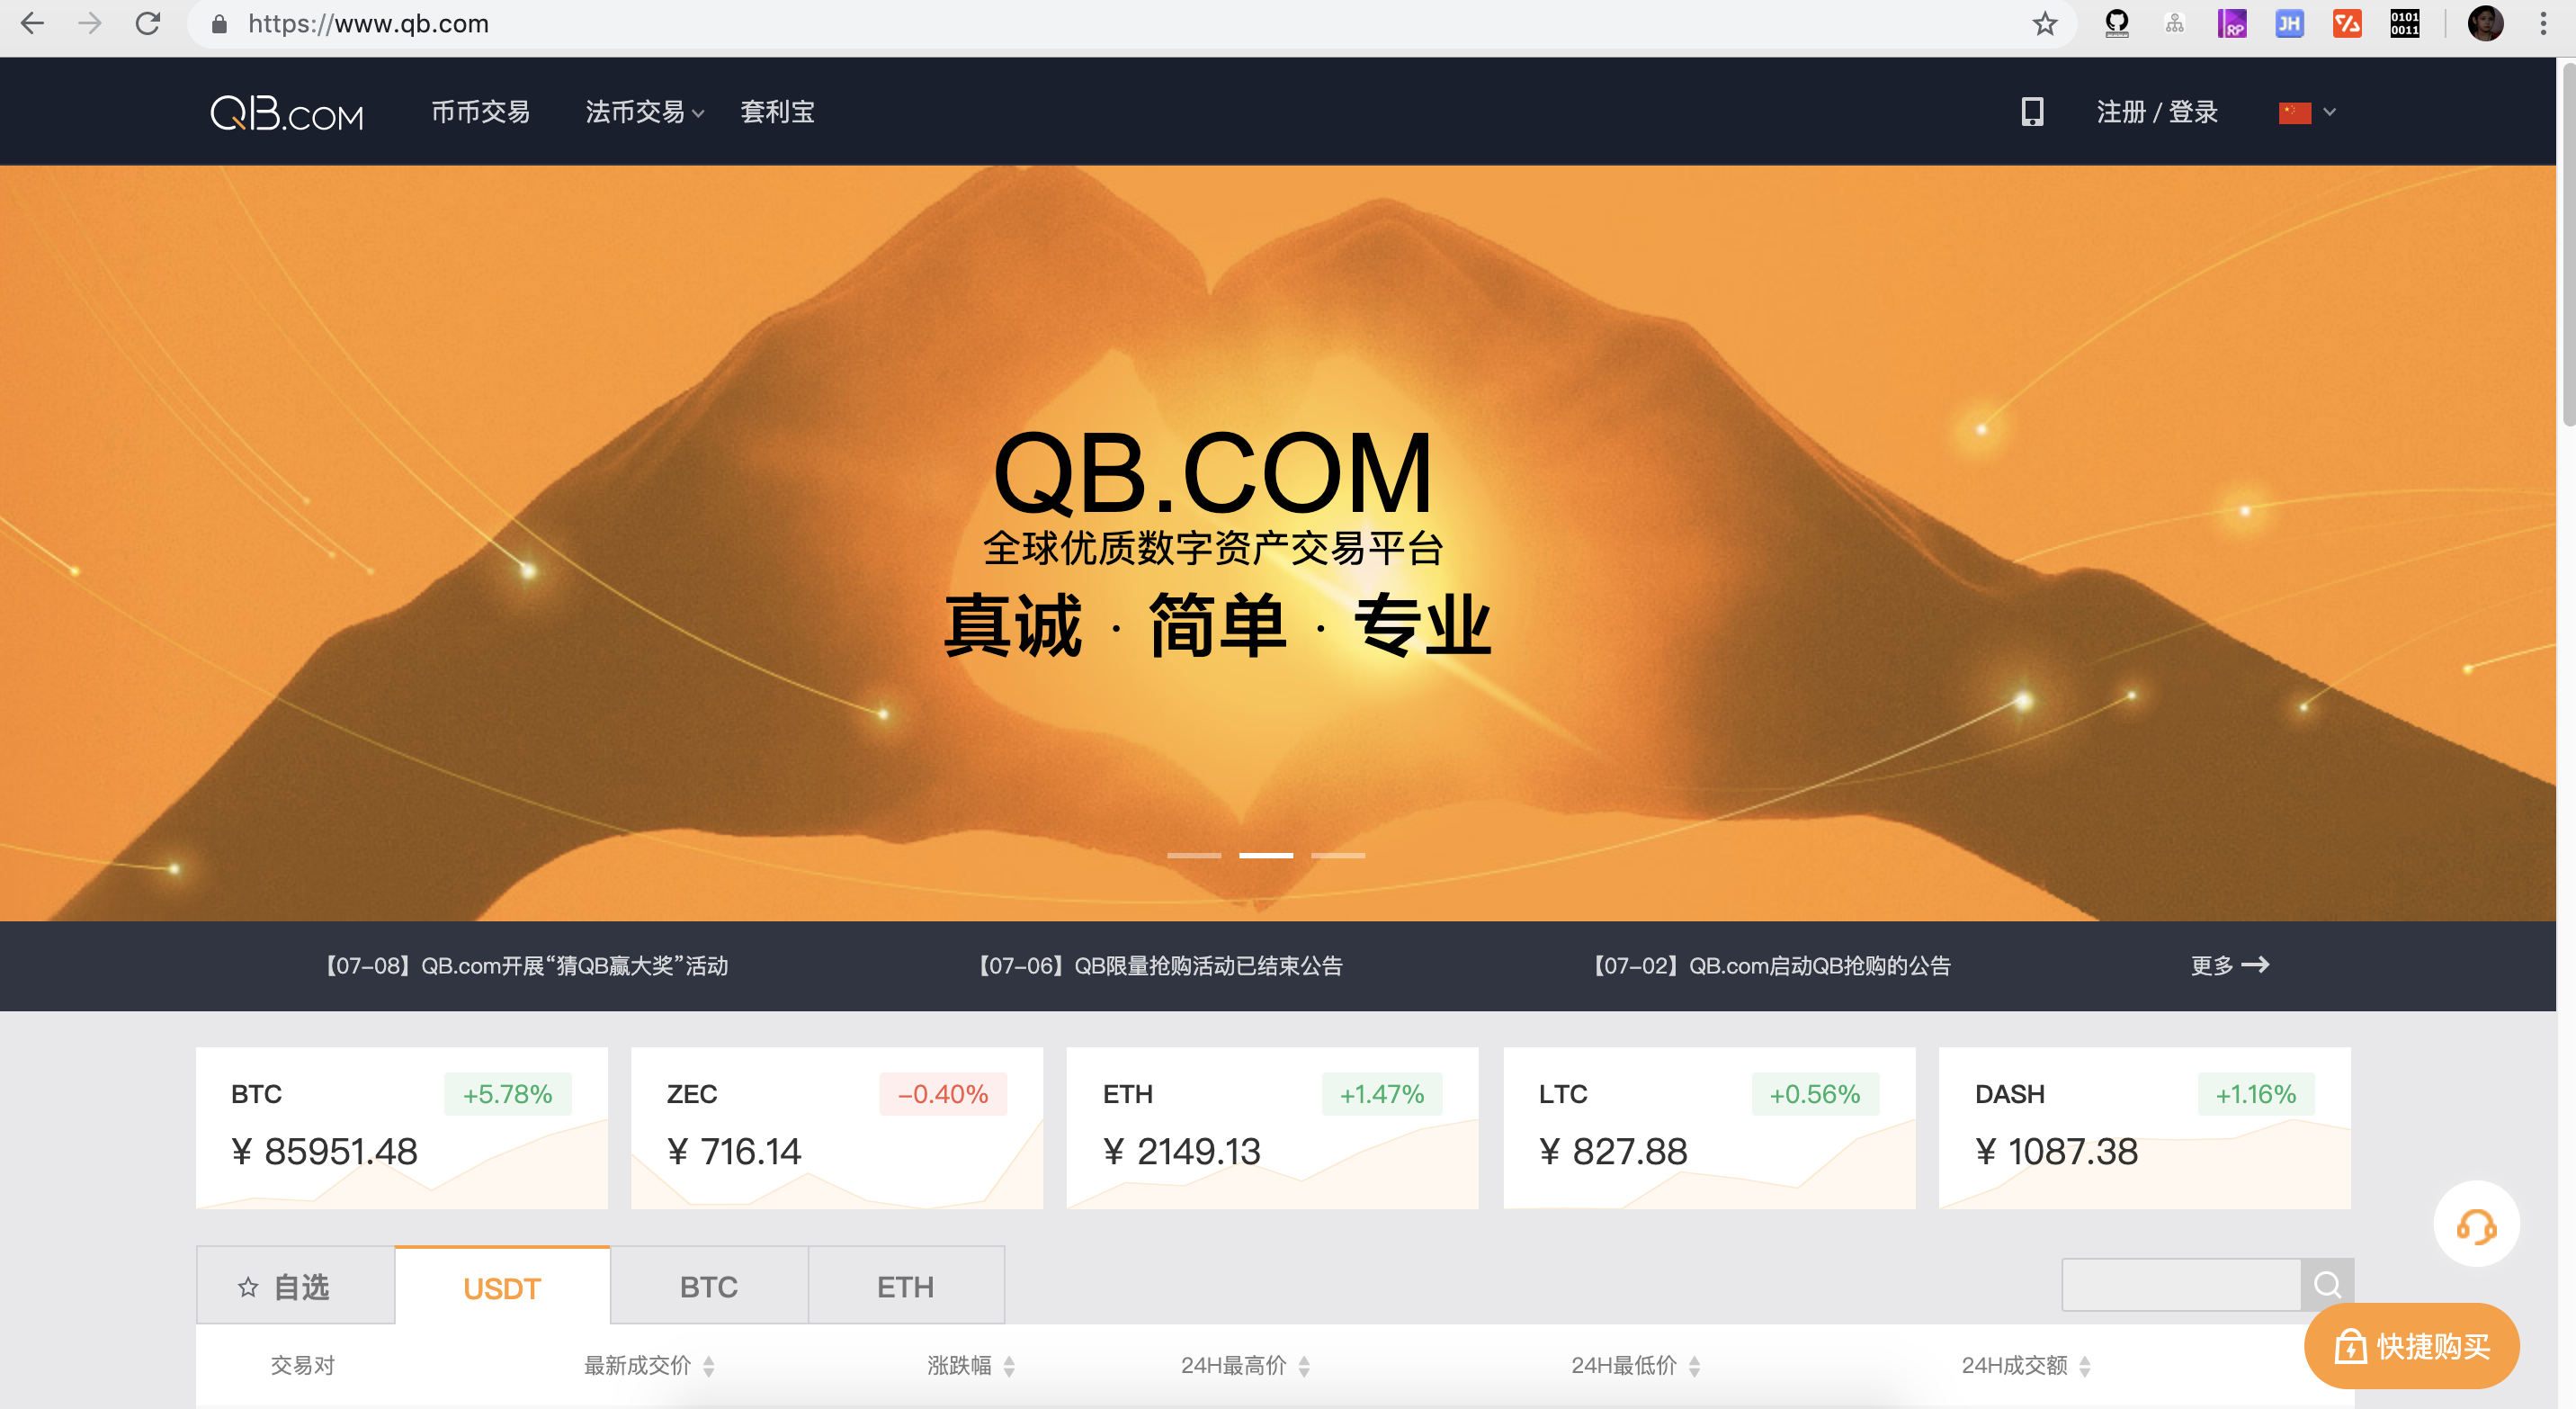 https://www.qb.com
RP
JH
0101
0011
QB.COM
币币交易
法币交易
套利宝
注册 / 登录
QB.COM
全球优质数字资产交易平台
真诚 · 简单 · 专业
【07-08】QB.com开展“猜QB赢大奖”活动
【07-06】QB限量抢购活动已结束公告
【07-02】QB.com启动QB抢购的公告
更多
BTC
+5.78%
¥ 85951.48
ZEC
-0.40%
¥ 716.14
ETH
+1.47%
¥ 2149.13
LTC
+0.56%
¥ 827.88
DASH
+1.16%
¥ 1087.38
自选
USDT
BTC
ETH
交易对
最新成交价
涨跌幅
24H最高价
24H最低价
24H成交额
快捷购买